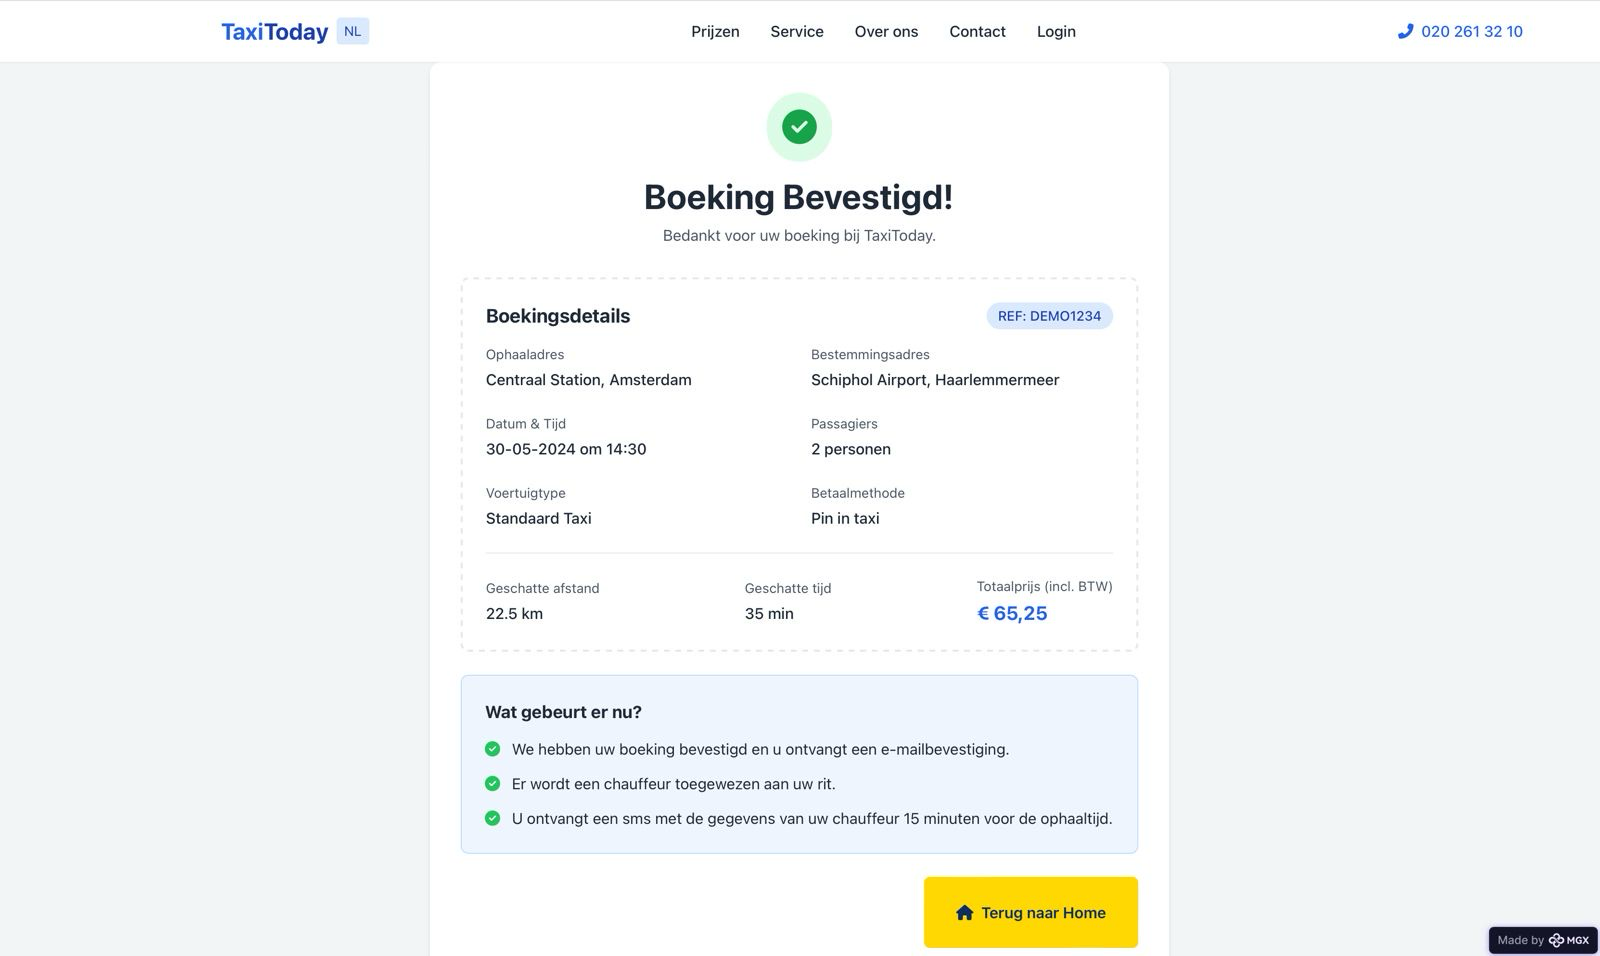 TaxiToday NL Prijzen Service Over ons Contact Login 020 261 32 10
Boeking Bevestigd!
Bedankt voor uw boeking bij TaxiToday.
Boekingsdetails REF: DEMO1234
Ophaaladres Bestemmingsadres
Centraal Station, Amsterdam Schiphol Airport, Haarlemmermeer
Datum & Tijd Passagiers
30-05-2024 om 14:30 2 personen
Voertuigtype Betaalmethode
Standaard Taxi Pin in taxi
Geschatte afstand Geschatte tijd Totaalprijs (incl. BTW)
22.5 km 35 min € 65,25
Wat gebeurt er nu?
We hebben uw boeking bevestigd en u ontvangt een e-mailbevestiging.
Er wordt een chauffeur toegewezen aan uw rit.
U ontvangt een sms met de gegevens van uw chauffeur 15 minuten voor de ophaaltijd.
Terug naar Home
Made by MGX